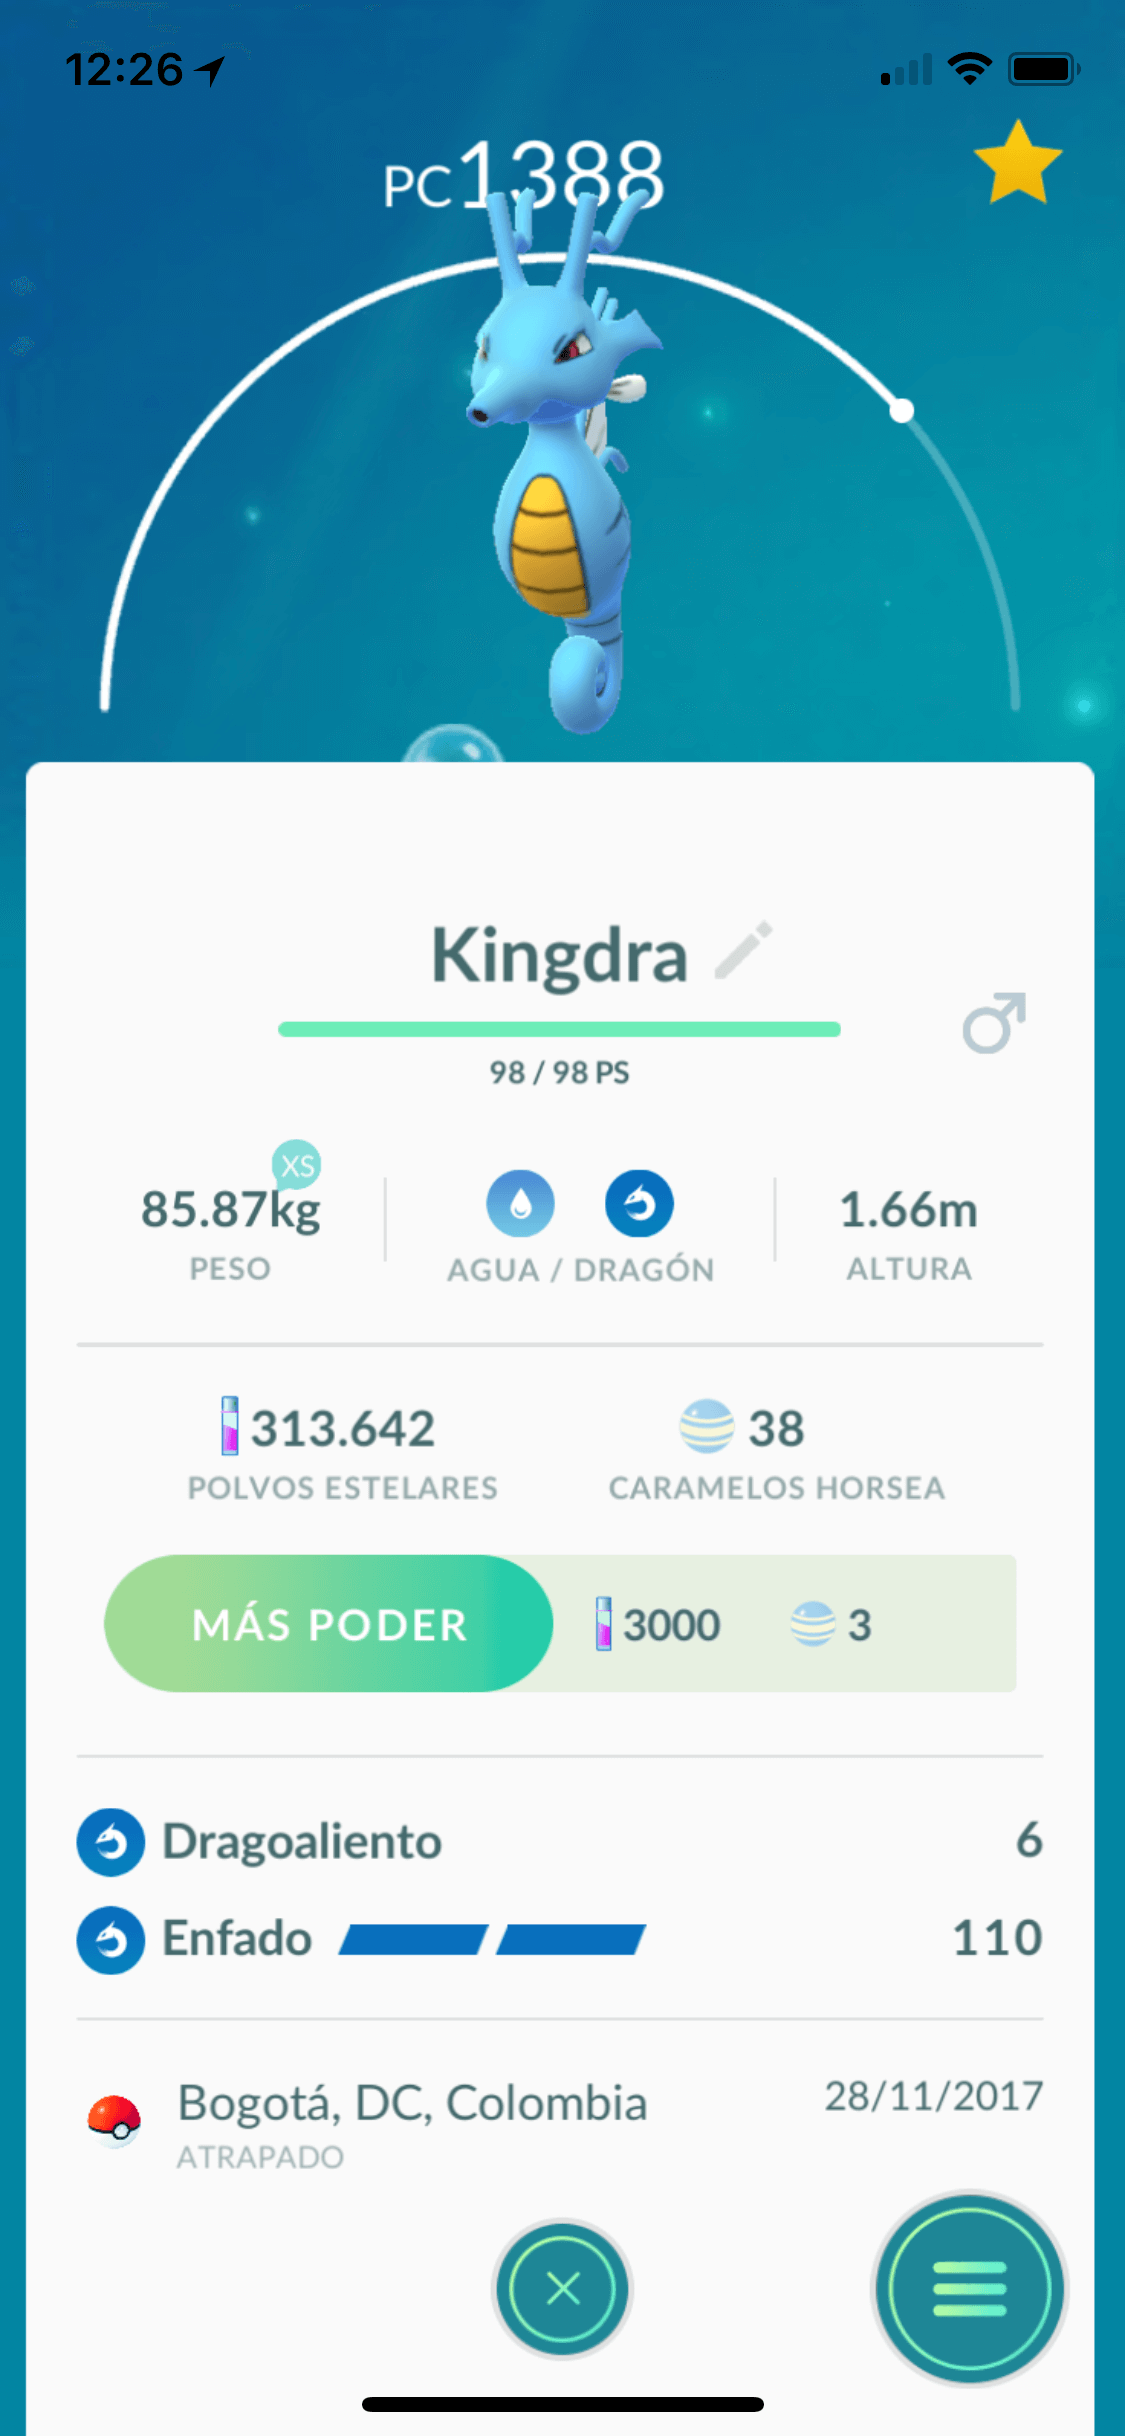 12:26
PC1388
Kingdra
98 / 98 PS
XS
85.87kg
PESO
AGUA / DRAGÓN
1.66m
ALTURA
313.642
POLVOS ESTELARES
38
CARAMELOS HORSEA
MÁS PODER
3000
3
Dragoaliento 6
Enfado 110
Bogotá, DC, Colombia 28/11/2017
ATRAPADO